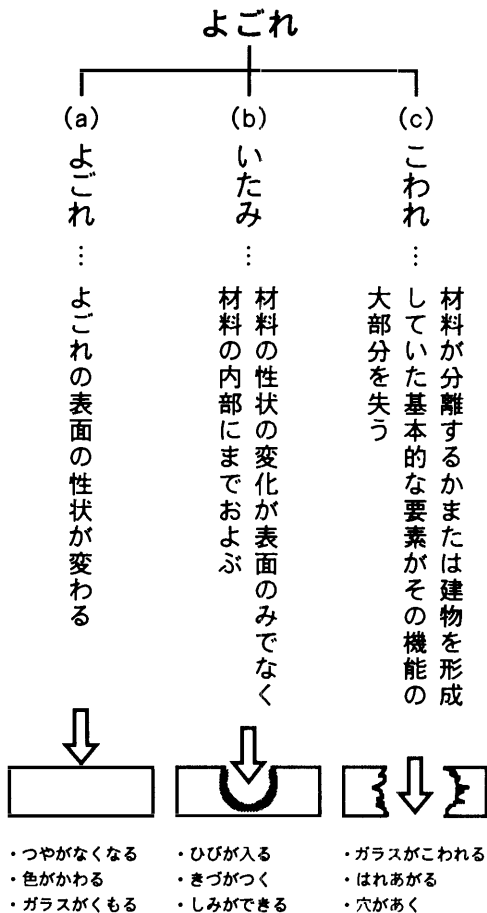 よごれ
(a)
よごれ…よごれの表面の性状が変わる
(b)
いたみ…材料の性状の変化が表面のみでなく
材料の内部にまでおよぶ
(c)
こわれ…材料が分離するかまたは建物を形成
していた基本的な要素がその機能の
大部分を失う
・つやがなくなる
・色がかわる
・ガラスがくもる
・ひびが入る
・きづがつく
・しみができる
・ガラスがこわれる
・はれあがる
・穴があく